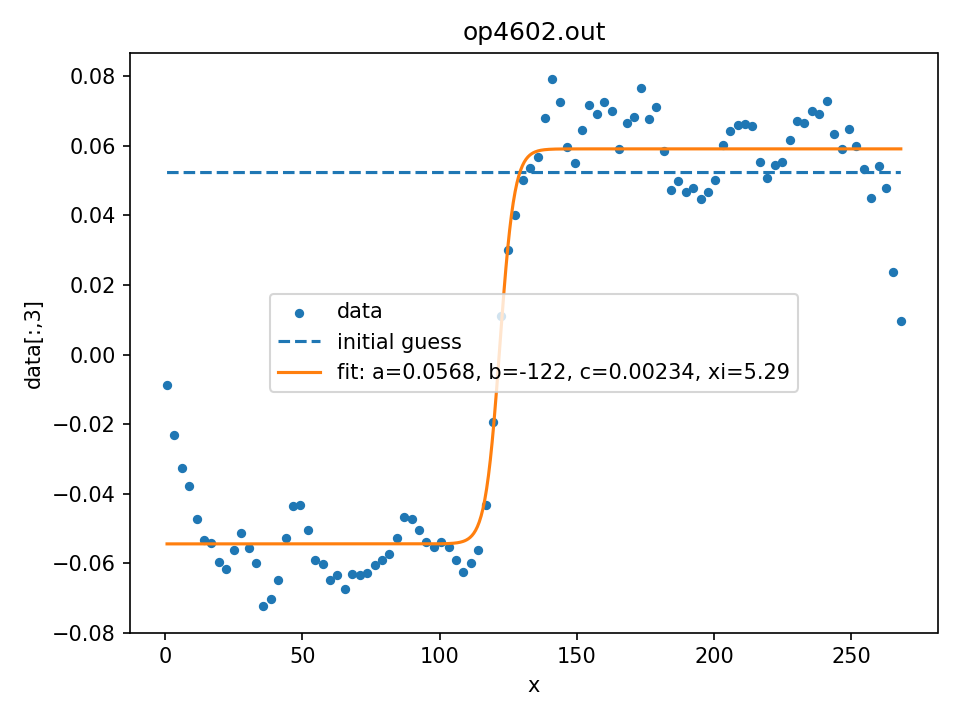 op4602.out
data[:,3]
0.08
0.06
0.04
0.02
0.00
−0.02
−0.04
−0.06
−0.08
data
initial guess
fit: a=0.0568, b=-122, c=0.00234, xi=5.29
0 50 100 150 200 250
x